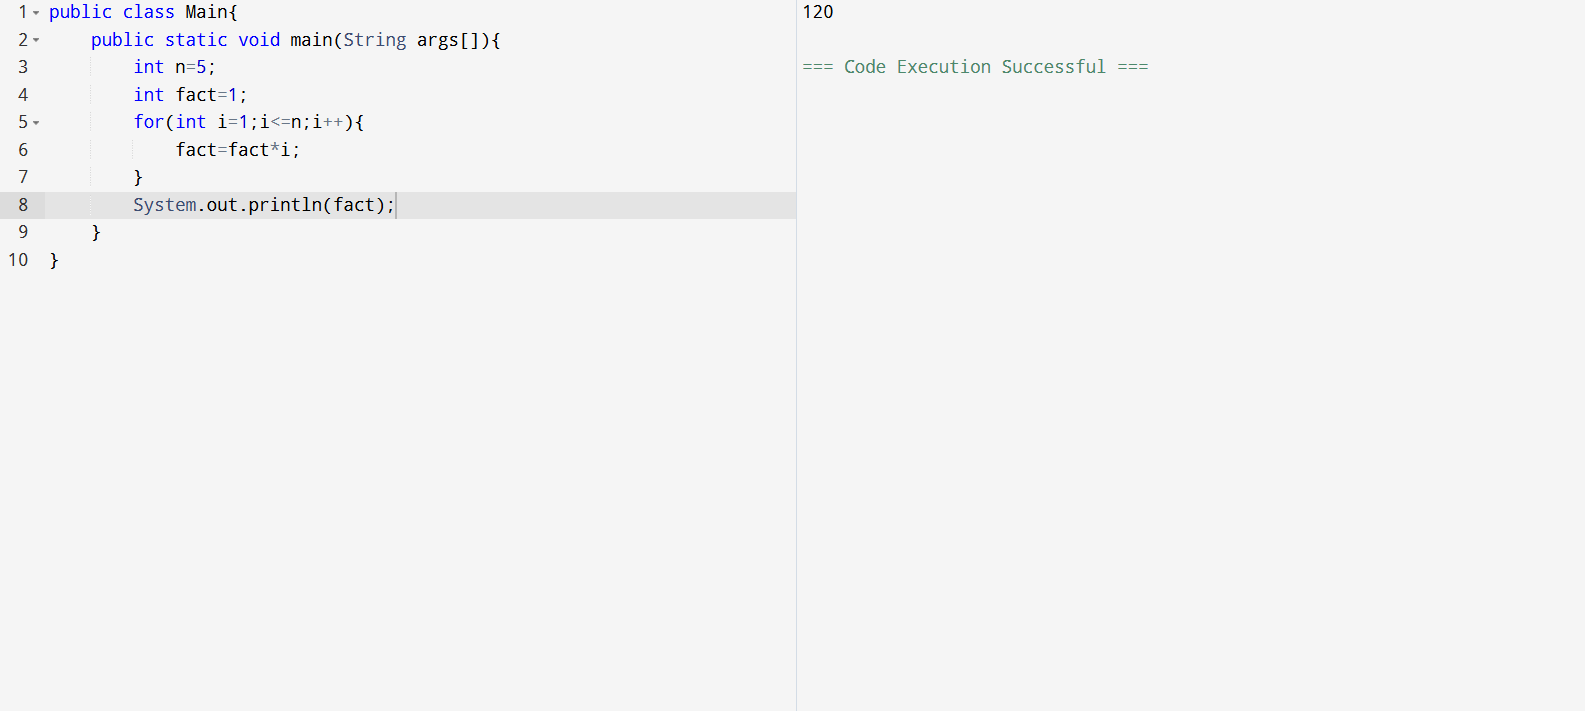 1 public class Main{
2     public static void main(String args[]){
3         int n=5;
4         int fact=1;
5         for(int i=1;i<=n;i++){
6             fact=fact*i;
7         }
8         System.out.println(fact);
9     }
10 }
120
=== Code Execution Successful ===